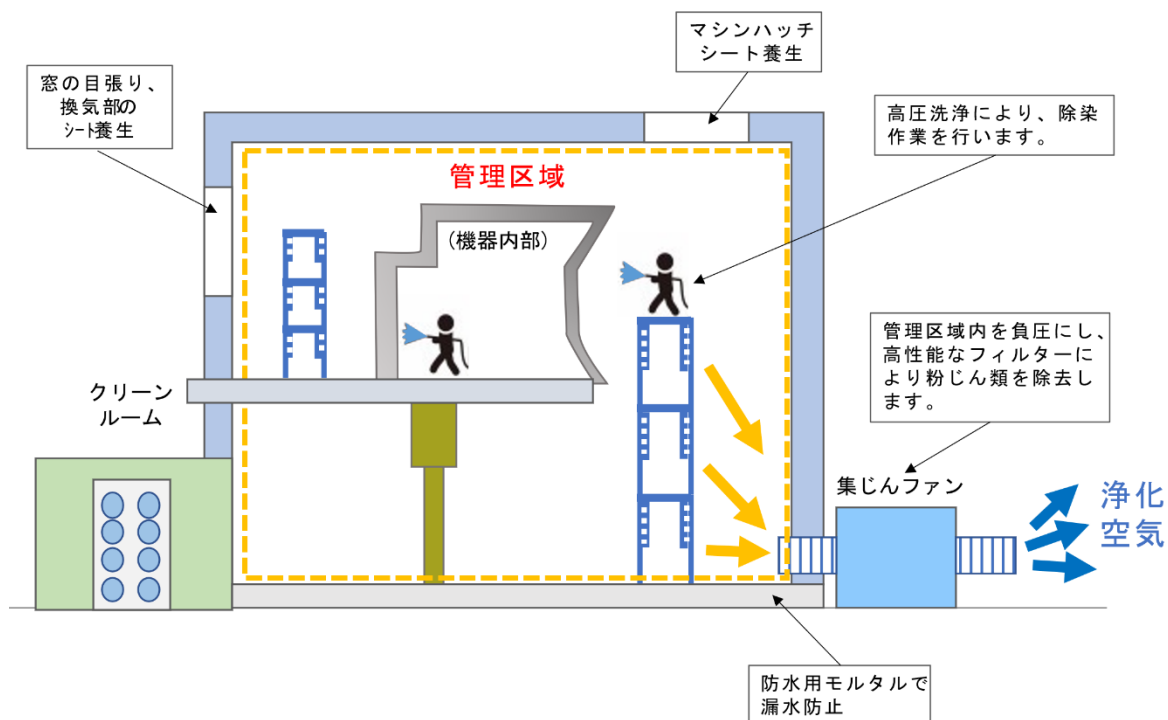 マシンハッチ
シート養生
窓の目張り、
換気部の
シート養生
高圧洗浄により、除染
作業を行います。
管理区域
(機器内部)
管理区域内を負圧にし、
高性能なフィルターに
より粉じん類を除去し
ます。
クリーン
ルーム
集じんファン
浄化
空気
防水用モルタルで
漏水防止